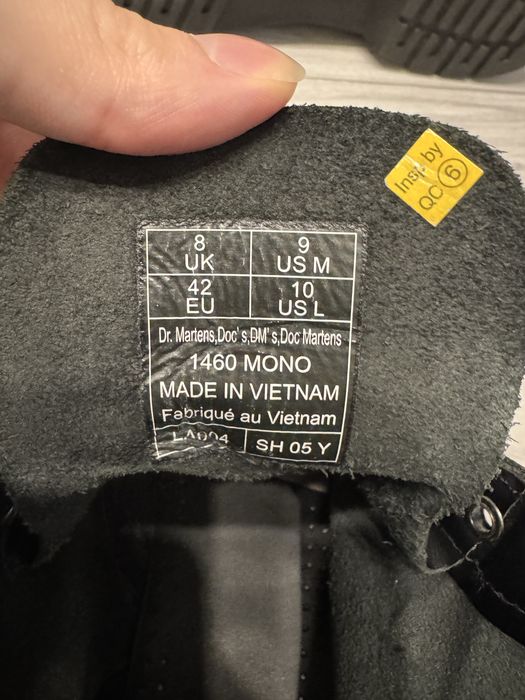 Insp by
QC 6
8
UK
9
US M
42
EU
10
US L
Dr. Martens,Doc's,DM's,Doc Martens
1460 MONO
MADE IN VIETNAM
Fabriqué au Vietnam
SH 05 Y